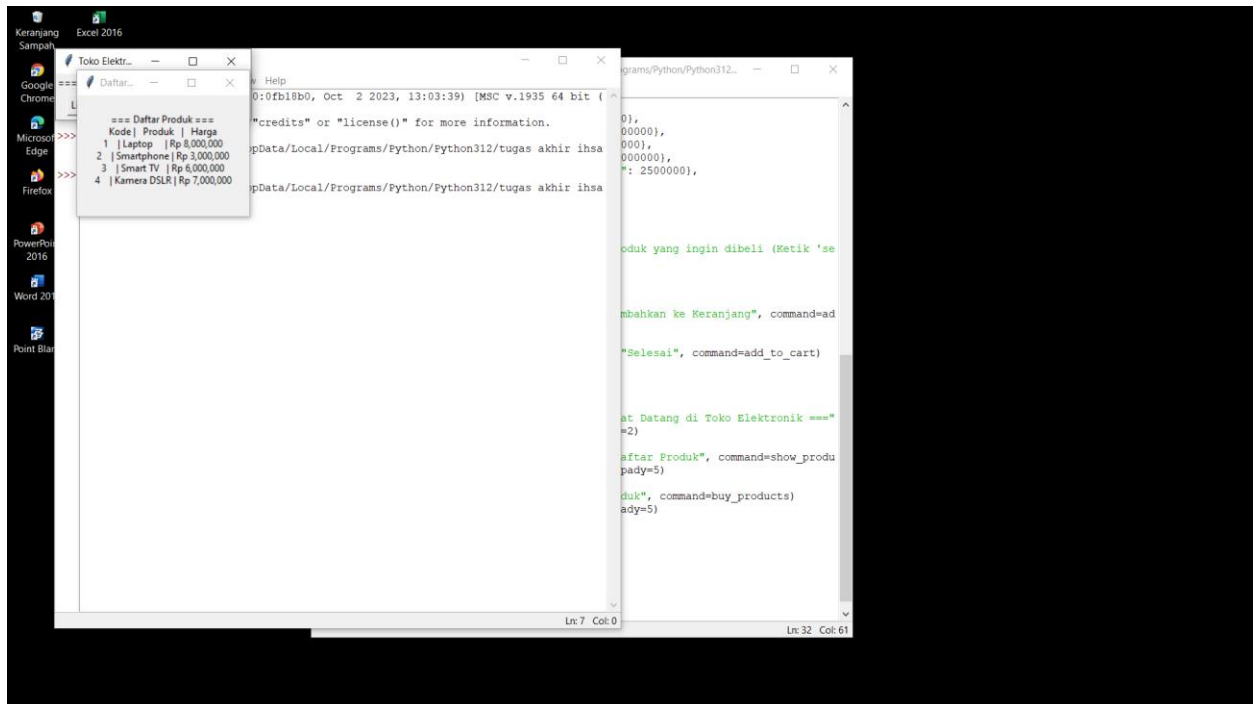 Keranjang Sampah
Excel 2016
Google Chrome
Microsof Edge
Firefox
PowerPoi 2016
Word 201
Point Blan
Toko Elektr...
===
L
Daftar...
=== Daftar Produk ===
Kode| Produk | Harga
1 | Laptop | Rp 8,000,000
2 | Smartphone | Rp 3,000,000
3 | Smart TV | Rp 6,000,000
4 | Kamera DSLR | Rp 7,000,000
w Help
0:0fb18b0, Oct 2 2023, 13:03:39) [MSC v.1935 64 bit (
"credits" or "license()" for more information.
>>>
ppData/Local/Programs/Python/Python312/tugas akhir ihsa
>>>
ppData/Local/Programs/Python/Python312/tugas akhir ihsa
Ln: 7 Col: 0
ograms/Python/Python312...
0},
00000},
000},
000000},
": 2500000},
oduk yang ingin dibeli (Ketik 'se
mbahkan ke Keranjang", command=ad
"Selesai", command=add_to_cart)
at Datang di Toko Elektronik ==="
=2)
aftar Produk", command=show_produ
pady=5)
duk", command=buy_products)
ady=5)
Ln: 32 Col: 61